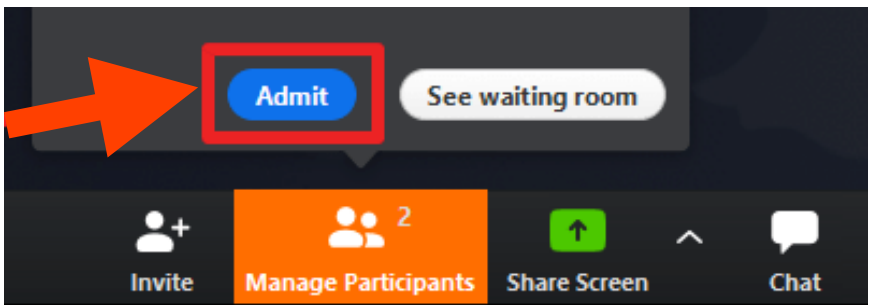 Admit
See waiting room
2
Invite
Manage Participants
Share Screen
Chat